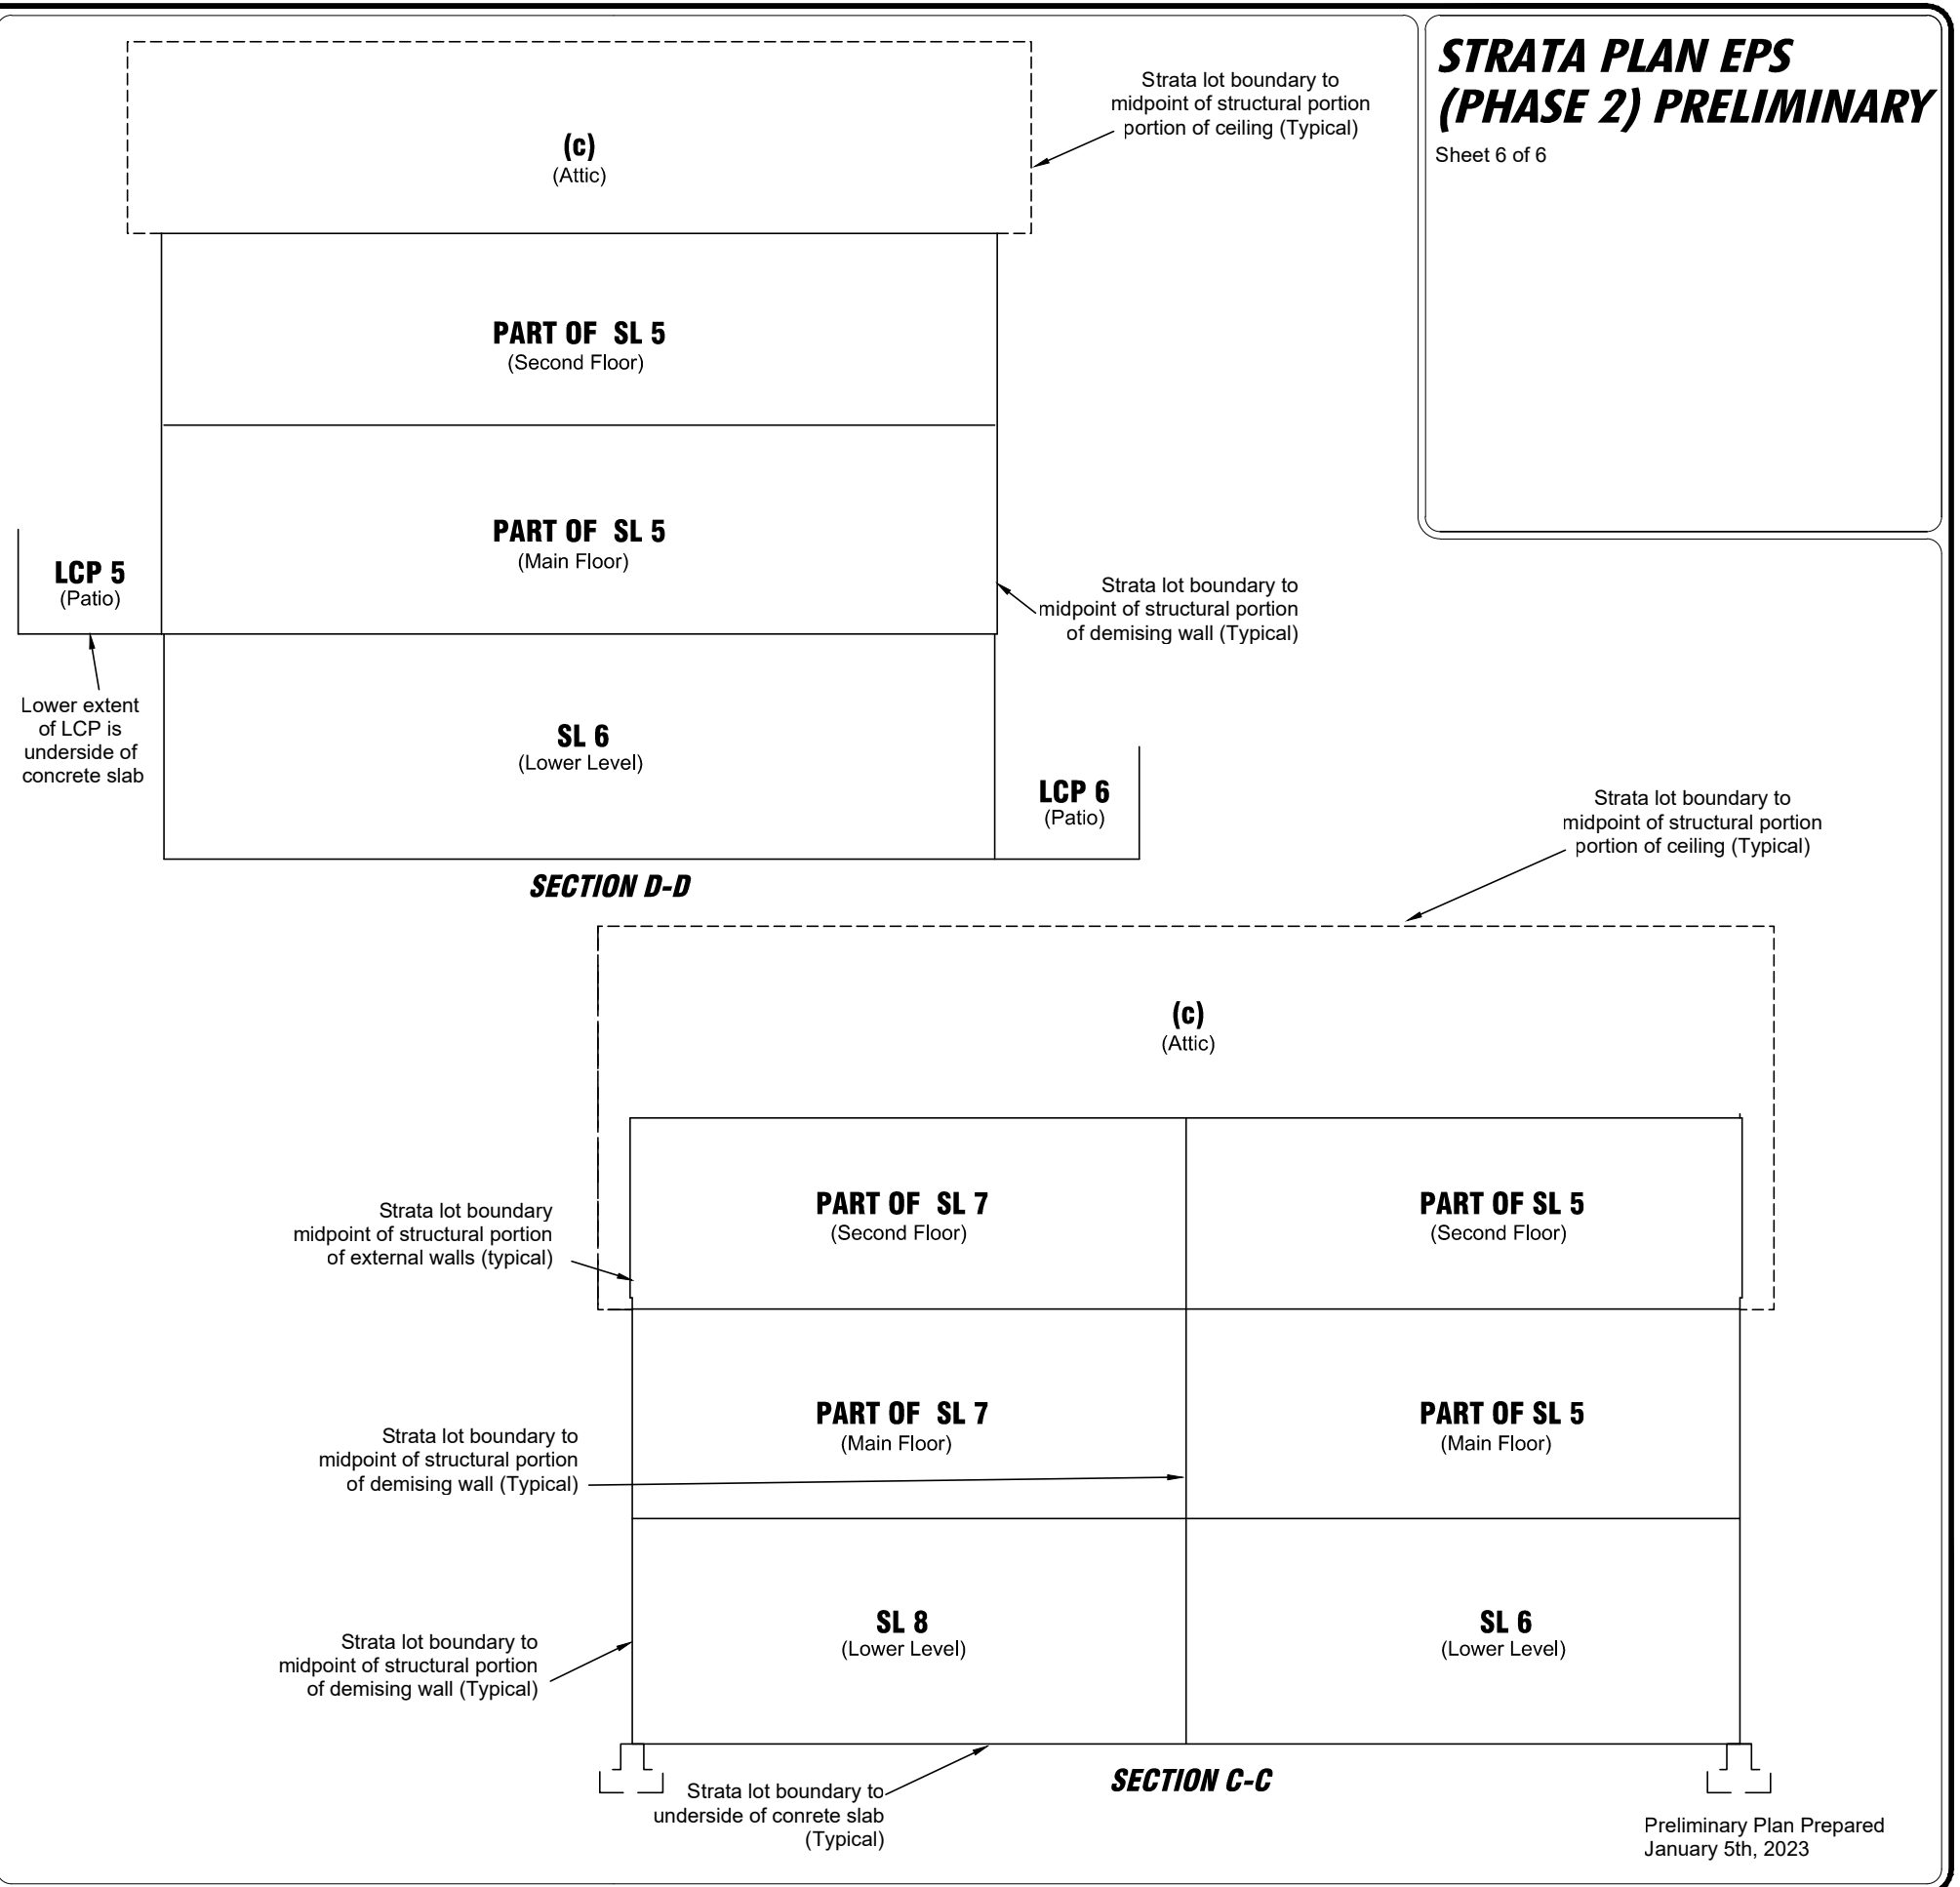 STRATA PLAN EPS
(PHASE 2) PRELIMINARY
Sheet 6 of 6
Strata lot boundary to
midpoint of structural portion
portion of ceiling (Typical)
(c)
(Attic)
PART OF SL 5
(Second Floor)
PART OF SL 5
(Main Floor)
LCP 5
(Patio)
Strata lot boundary to
midpoint of structural portion
of demising wall (Typical)
Lower extent
of LCP is
underside of
concrete slab
SL 6
(Lower Level)
LCP 6
(Patio)
SECTION D-D
Strata lot boundary to
midpoint of structural portion
portion of ceiling (Typical)
(c)
(Attic)
PART OF SL 7
(Second Floor)
PART OF SL 5
(Second Floor)
Strata lot boundary
midpoint of structural portion
of external walls (typical)
PART OF SL 7
(Main Floor)
PART OF SL 5
(Main Floor)
Strata lot boundary to
midpoint of structural portion
of demising wall (Typical)
SL 8
(Lower Level)
SL 6
(Lower Level)
Strata lot boundary to
midpoint of structural portion
of demising wall (Typical)
Strata lot boundary to
underside of conrete slab
(Typical)
SECTION C-C
Preliminary Plan Prepared
January 5th, 2023